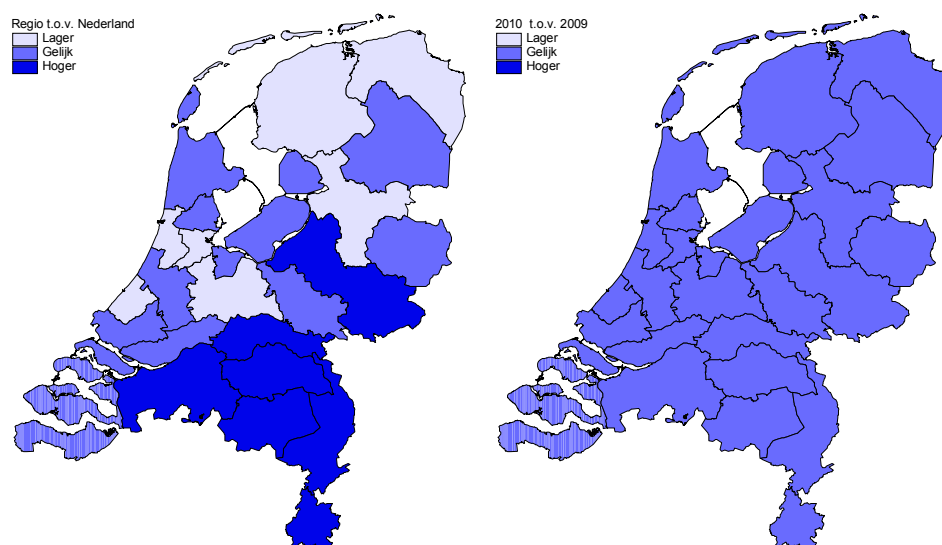 Regio t.o.v. Nederland
Lager
Gelijk
Hoger
2010 t.o.v. 2009
Lager
Gelijk
Hoger